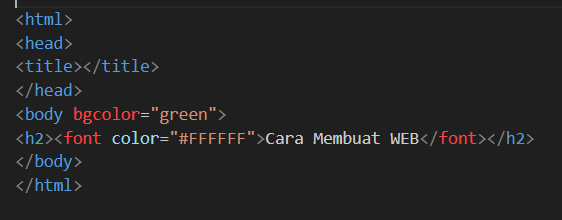 <html>
<head>
<title></title>
</head>
<body bgcolor="green">
<h2><font color="#FFFFFF">Cara Membuat WEB</font></h2>
</body>
</html>